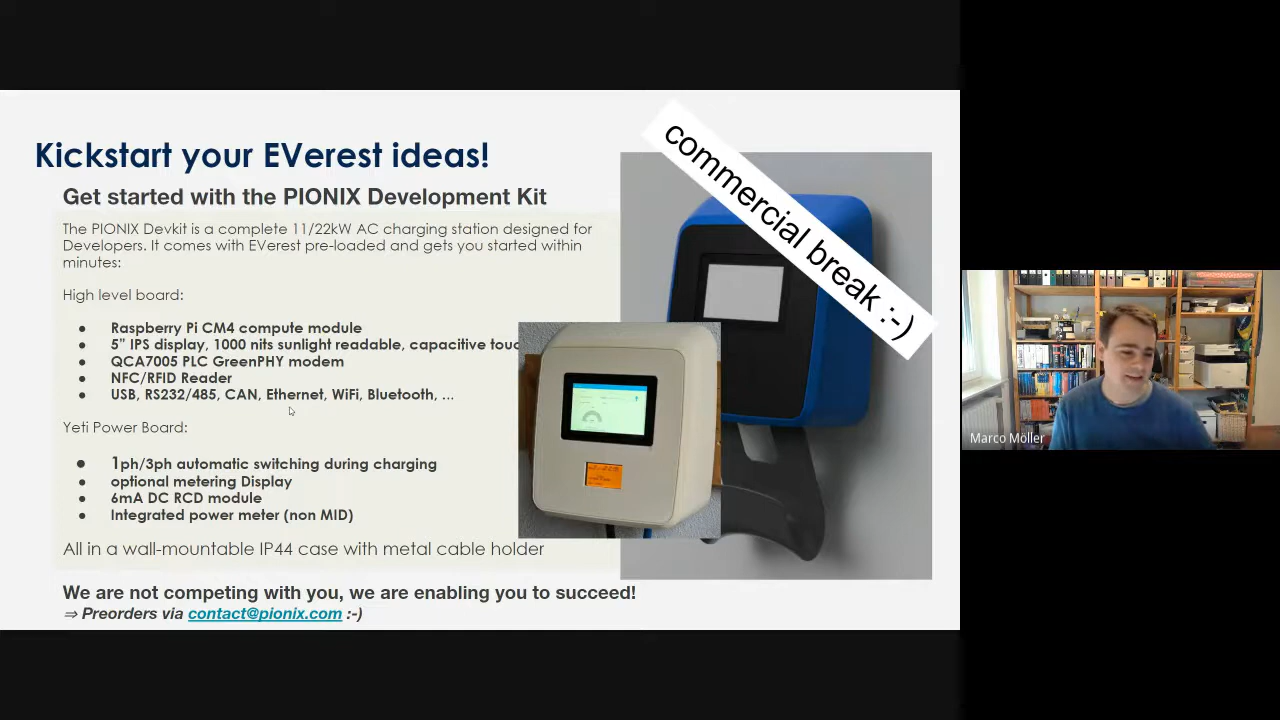 Kickstart your EVerest ideas!
commercial break :-)
Get started with the PIONIX Development Kit
The PIONIX Devkit is a complete 11/22kW AC charging station designed for
Developers. It comes with EVerest pre-loaded and gets you started within
minutes:
High level board:
● Raspberry Pi CM4 compute module
● 5" IPS display, 1000 nits sunlight readable, capacitive touc
● QCA7005 PLC GreenPHY modem
● NFC/RFID Reader
● USB, RS232/485, CAN, Ethernet, WiFi, Bluetooth, ...
Yeti Power Board:
● 1ph/3ph automatic switching during charging
● optional metering Display
● 6mA DC RCD module
● Integrated power meter (non MID)
All in a wall-mountable IP44 case with metal cable holder
We are not competing with you, we are enabling you to succeed!
⇒ Preorders via contact@pionix.com :-)
Marco Möller